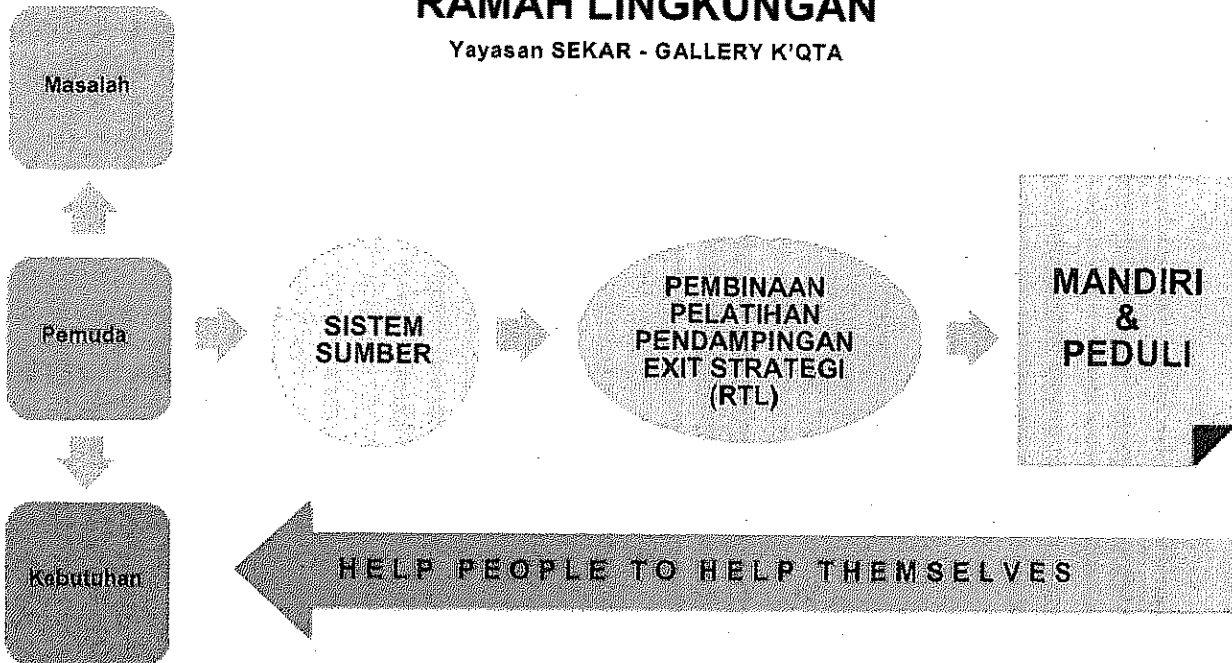 RAMAH LINGKUNGAN
Yayasan SEKAR - GALLERY K'QTA
Masalah
Pemuda
Kebutuhan
SISTEM
SUMBER
PEMBINAAN
PELATIHAN
PENDAMPINGAN
EXIT STRATEGI
(RTL)
MANDIRI
&
PEDULI
HELP PEOPLE TO HELP THEMSELVES